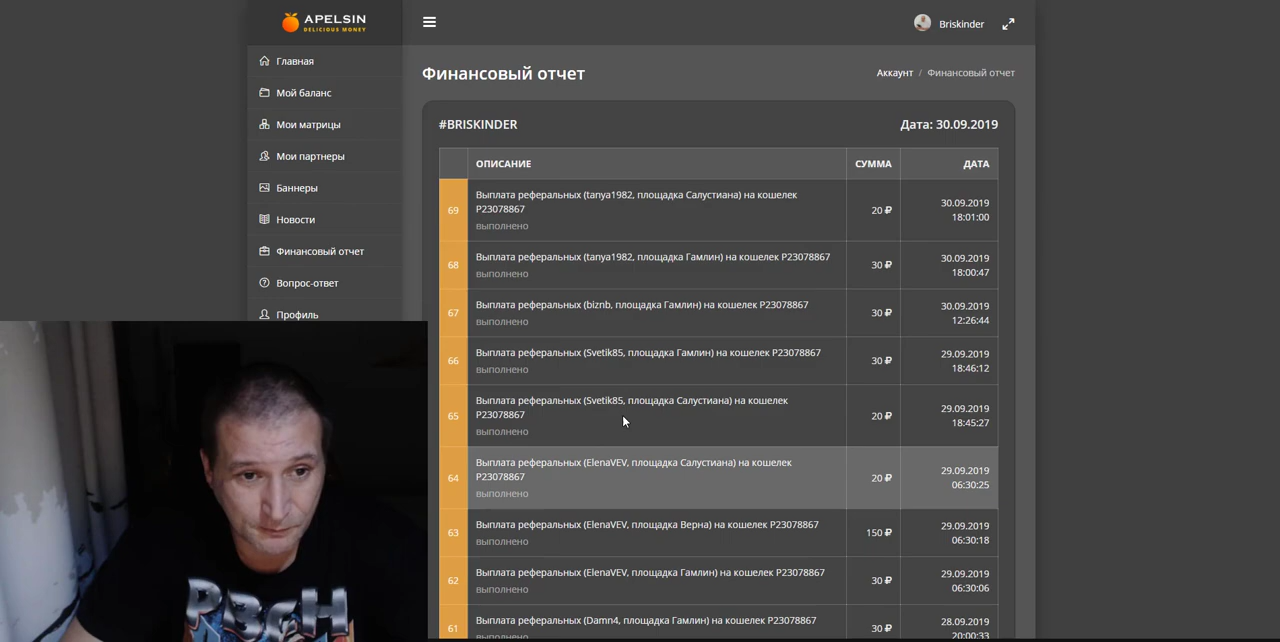 APELSIN
DELICIOUS MONEY
Briskinder
Главная
Мой баланс
Мои матрицы
Мои партнеры
Баннеры
Новости
Финансовый отчет
Вопрос-ответ
Профиль
Финансовый отчет
Аккаунт / Финансовый отчет
#BRISKINDER
Дата: 30.09.2019
ОПИСАНИЕ СУММА ДАТА
69 Выплата реферальных (tanya1982, площадка Салустиана) на кошелек
P23078867
выполнено
20 ₽
30.09.2019
18:01:00
68 Выплата реферальных (tanya1982, площадка Гамлин) на кошелек P23078867
выполнено
30 ₽
30.09.2019
18:00:47
67 Выплата реферальных (biznb, площадка Гамлин) на кошелек P23078867
выполнено
30 ₽
30.09.2019
12:26:44
66 Выплата реферальных (Svetik85, площадка Гамлин) на кошелек P23078867
выполнено
30 ₽
29.09.2019
18:46:12
65 Выплата реферальных (Svetik85, площадка Салустиана) на кошелек
P23078867
выполнено
20 ₽
29.09.2019
18:45:27
64 Выплата реферальных (ElenaVEV, площадка Салустиана) на кошелек
P23078867
выполнено
20 ₽
29.09.2019
06:30:25
63 Выплата реферальных (ElenaVEV, площадка Верна) на кошелек P23078867
выполнено
150 ₽
29.09.2019
06:30:18
62 Выплата реферальных (ElenaVEV, площадка Гамлин) на кошелек P23078867
выполнено
30 ₽
29.09.2019
06:30:06
61 Выплата реферальных (Damn4, площадка Гамлин) на кошелек P23078867
выполнено
30 ₽
28.09.2019
20:00:33